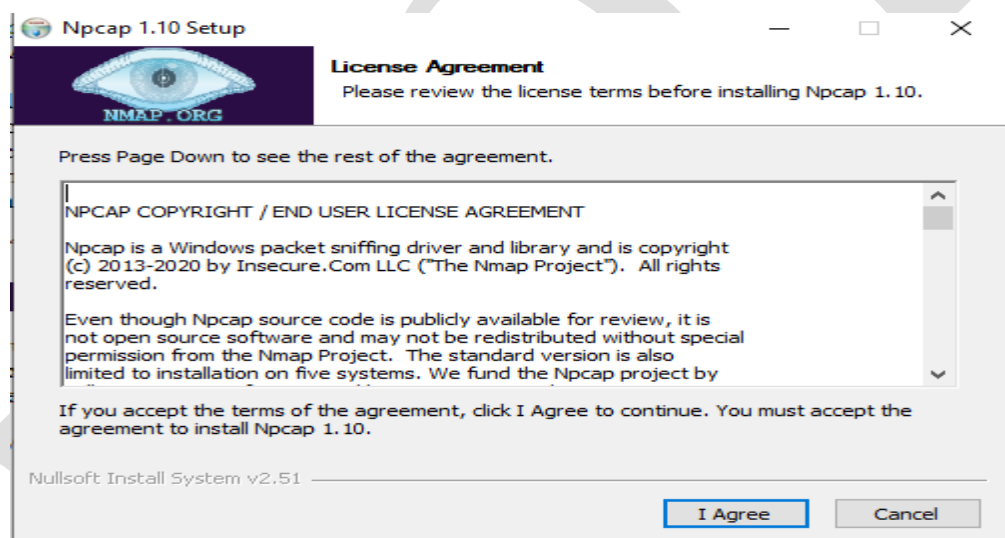 Npcap 1.10 Setup
License Agreement
Please review the license terms before installing Npcap 1.10.
NMAP.ORG
Press Page Down to see the rest of the agreement.
NPCAP COPYRIGHT / END USER LICENSE AGREEMENT
Npcap is a Windows packet sniffing driver and library and is copyright
(c) 2013-2020 by Insecure.Com LLC ("The Nmap Project").  All rights
reserved.
Even though Npcap source code is publicly available for review, it is
not open source software and may not be redistributed without special
permission from the Nmap Project.  The standard version is also
limited to installation on five systems. We fund the Npcap project by
If you accept the terms of the agreement, click I Agree to continue. You must accept the
agreement to install Npcap 1.10.
Nullsoft Install System v2.51
I Agree
Cancel